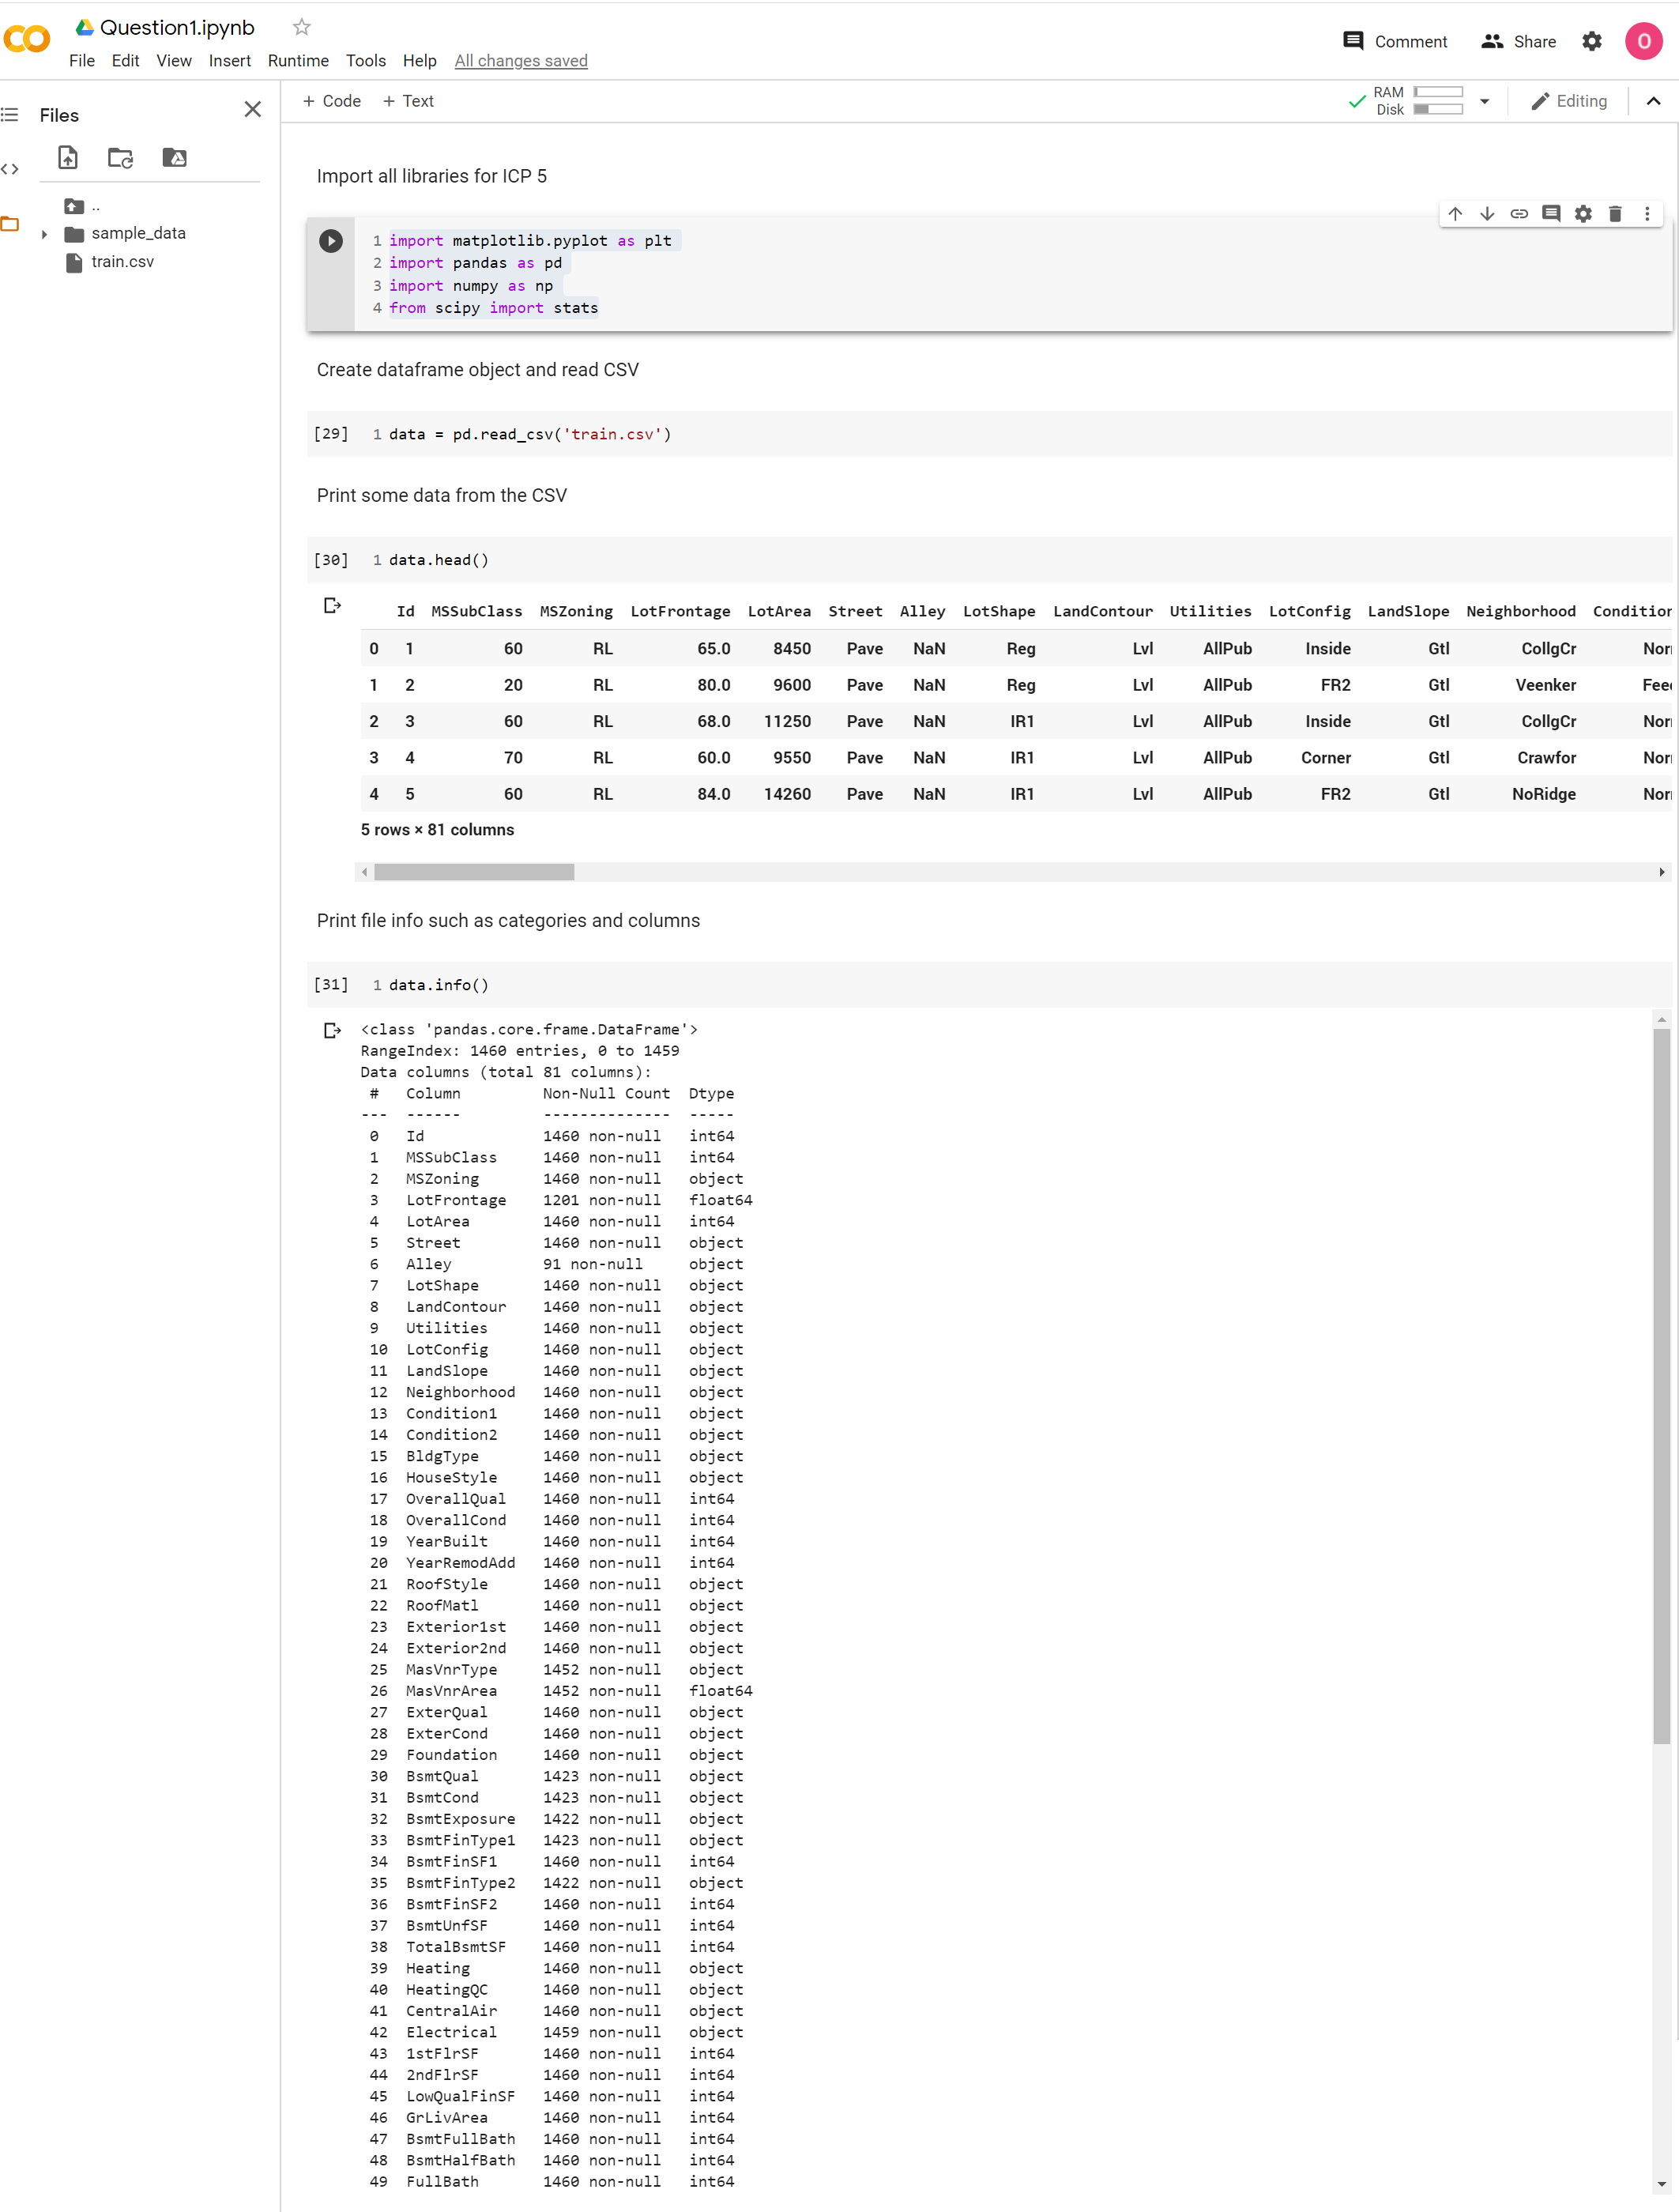 Question1.ipynb
File Edit View Insert Runtime Tools Help All changes saved
Comment Share O
Files
+ Code + Text
RAM
Disk
Editing
..
sample_data
train.csv
Import all libraries for ICP 5
1 import matplotlib.pyplot as plt
2 import pandas as pd
3 import numpy as np
4 from scipy import stats
Create dataframe object and read CSV
[29] 1 data = pd.read_csv('train.csv')
Print some data from the CSV
[30] 1 data.head()
Id MSSubClass MSZoning LotFrontage LotArea Street Alley LotShape LandContour Utilities LotConfig LandSlope Neighborhood Condition
0 1 60 RL 65.0 8450 Pave NaN Reg Lvl AllPub Inside Gtl CollgCr Nor
1 2 20 RL 80.0 9600 Pave NaN Reg Lvl AllPub FR2 Gtl Veenker Fee
2 3 60 RL 68.0 11250 Pave NaN IR1 Lvl AllPub Inside Gtl CollgCr Nor
3 4 70 RL 60.0 9550 Pave NaN IR1 Lvl AllPub Corner Gtl Crawfor Nor
4 5 60 RL 84.0 14260 Pave NaN IR1 Lvl AllPub FR2 Gtl NoRidge Nor
5 rows × 81 columns
Print file info such as categories and columns
[31] 1 data.info()
<class 'pandas.core.frame.DataFrame'>
RangeIndex: 1460 entries, 0 to 1459
Data columns (total 81 columns):
# Column Non-Null Count Dtype
--- ------ -------------- -----
0 Id 1460 non-null int64
1 MSSubClass 1460 non-null int64
2 MSZoning 1460 non-null object
3 LotFrontage 1201 non-null float64
4 LotArea 1460 non-null int64
5 Street 1460 non-null object
6 Alley 91 non-null object
7 LotShape 1460 non-null object
8 LandContour 1460 non-null object
9 Utilities 1460 non-null object
10 LotConfig 1460 non-null object
11 LandSlope 1460 non-null object
12 Neighborhood 1460 non-null object
13 Condition1 1460 non-null object
14 Condition2 1460 non-null object
15 BldgType 1460 non-null object
16 HouseStyle 1460 non-null object
17 OverallQual 1460 non-null int64
18 OverallCond 1460 non-null int64
19 YearBuilt 1460 non-null int64
20 YearRemodAdd 1460 non-null int64
21 RoofStyle 1460 non-null object
22 RoofMatl 1460 non-null object
23 Exterior1st 1460 non-null object
24 Exterior2nd 1460 non-null object
25 MasVnrType 1452 non-null object
26 MasVnrArea 1452 non-null float64
27 ExterQual 1460 non-null object
28 ExterCond 1460 non-null object
29 Foundation 1460 non-null object
30 BsmtQual 1423 non-null object
31 BsmtCond 1423 non-null object
32 BsmtExposure 1422 non-null object
33 BsmtFinType1 1423 non-null object
34 BsmtFinSF1 1460 non-null int64
35 BsmtFinType2 1422 non-null object
36 BsmtFinSF2 1460 non-null int64
37 BsmtUnfSF 1460 non-null int64
38 TotalBsmtSF 1460 non-null int64
39 Heating 1460 non-null object
40 HeatingQC 1460 non-null object
41 CentralAir 1460 non-null object
42 Electrical 1459 non-null object
43 1stFlrSF 1460 non-null int64
44 2ndFlrSF 1460 non-null int64
45 LowQualFinSF 1460 non-null int64
46 GrLivArea 1460 non-null int64
47 BsmtFullBath 1460 non-null int64
48 BsmtHalfBath 1460 non-null int64
49 FullBath 1460 non-null int64